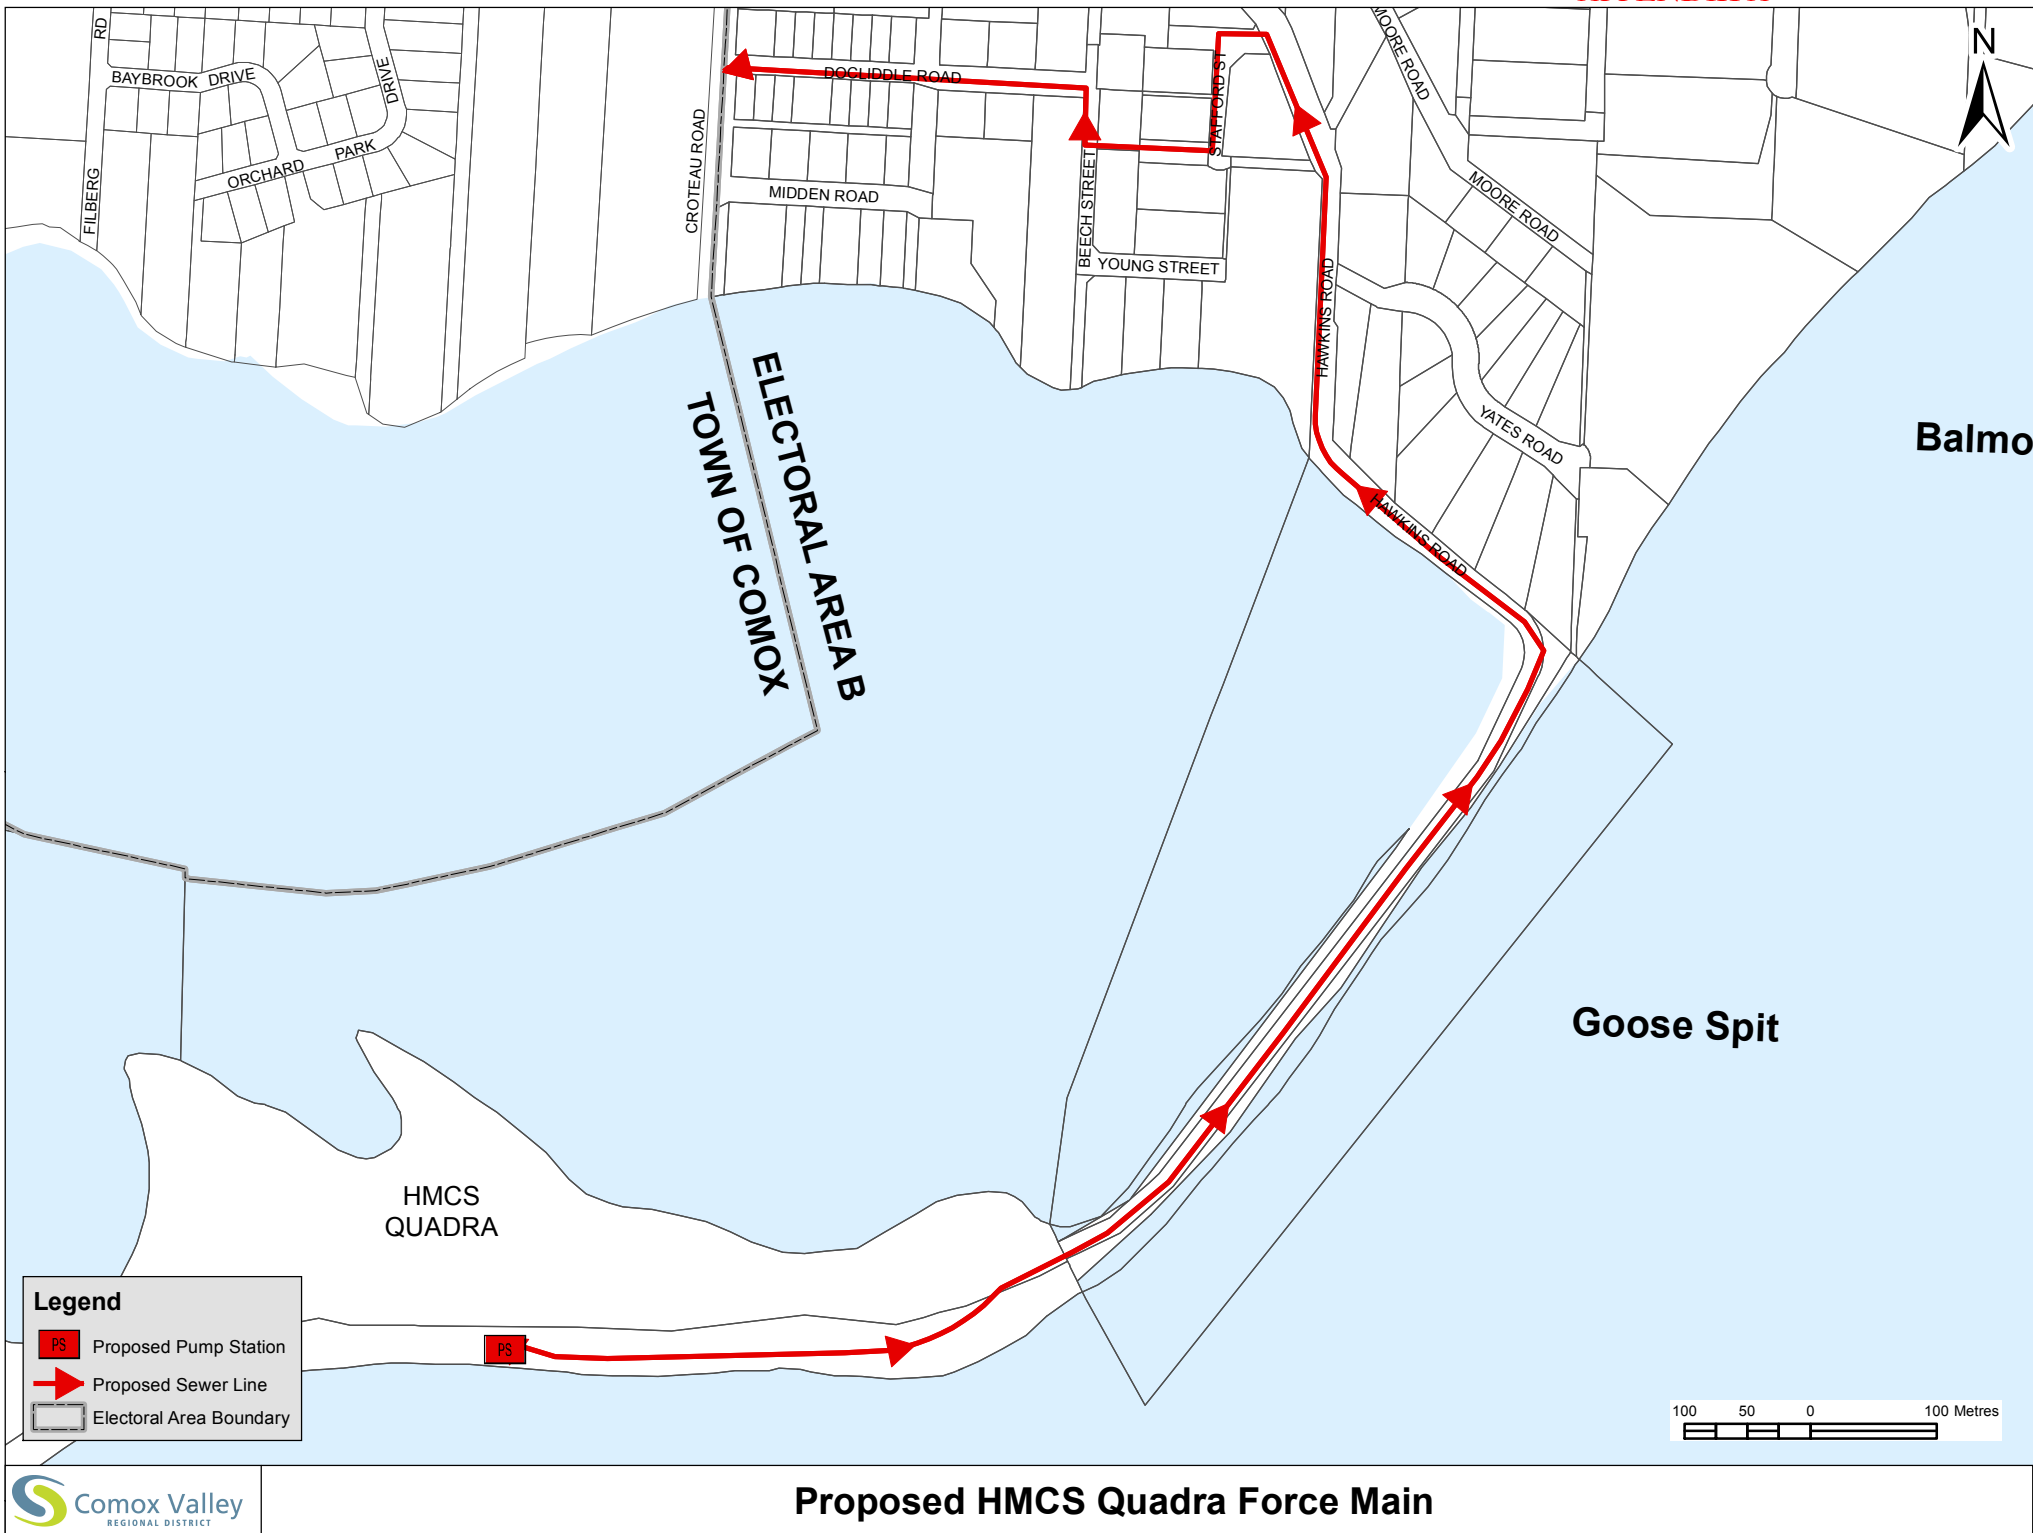 RD
BAYBROOK DRIVE
DRIVE
ORCHARD PARK
FILBERG
CROTEAU ROAD
DOCLIDDLE ROAD
MIDDEN ROAD
BEECH STREET
YOUNG STREET
STAFFORD ST
MOORE ROAD
MOORE ROAD
N
HAWKINS ROAD
HAWKINS ROAD
YATES ROAD
Balmo
ELECTORAL AREA B
TOWN OF COMOX
Goose Spit
HMCS
QUADRA
PS
Legend
PS Proposed Pump Station
Proposed Sewer Line
Electoral Area Boundary
100 50 0 100 Metres
Comox Valley
REGIONAL DISTRICT
Proposed HMCS Quadra Force Main